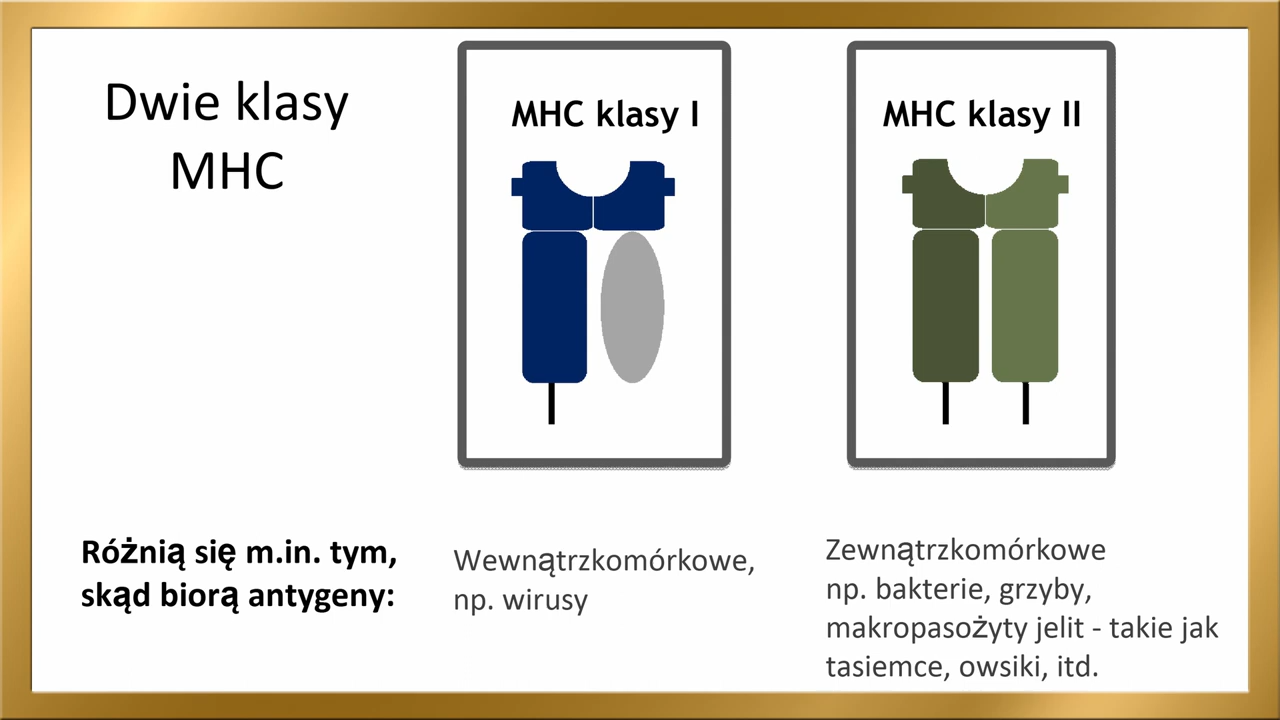 Dwie klasy
MHC
MHC klasy I
MHC klasy II
Różnią się m.in. tym,
skąd biorą antygeny:
Wewnątrzkomórkowe,
np. wirusy
Zewnątrzkomórkowe
np. bakterie, grzyby,
makropasożyty jelit - takie jak
tasiemce, owsiki, itd.